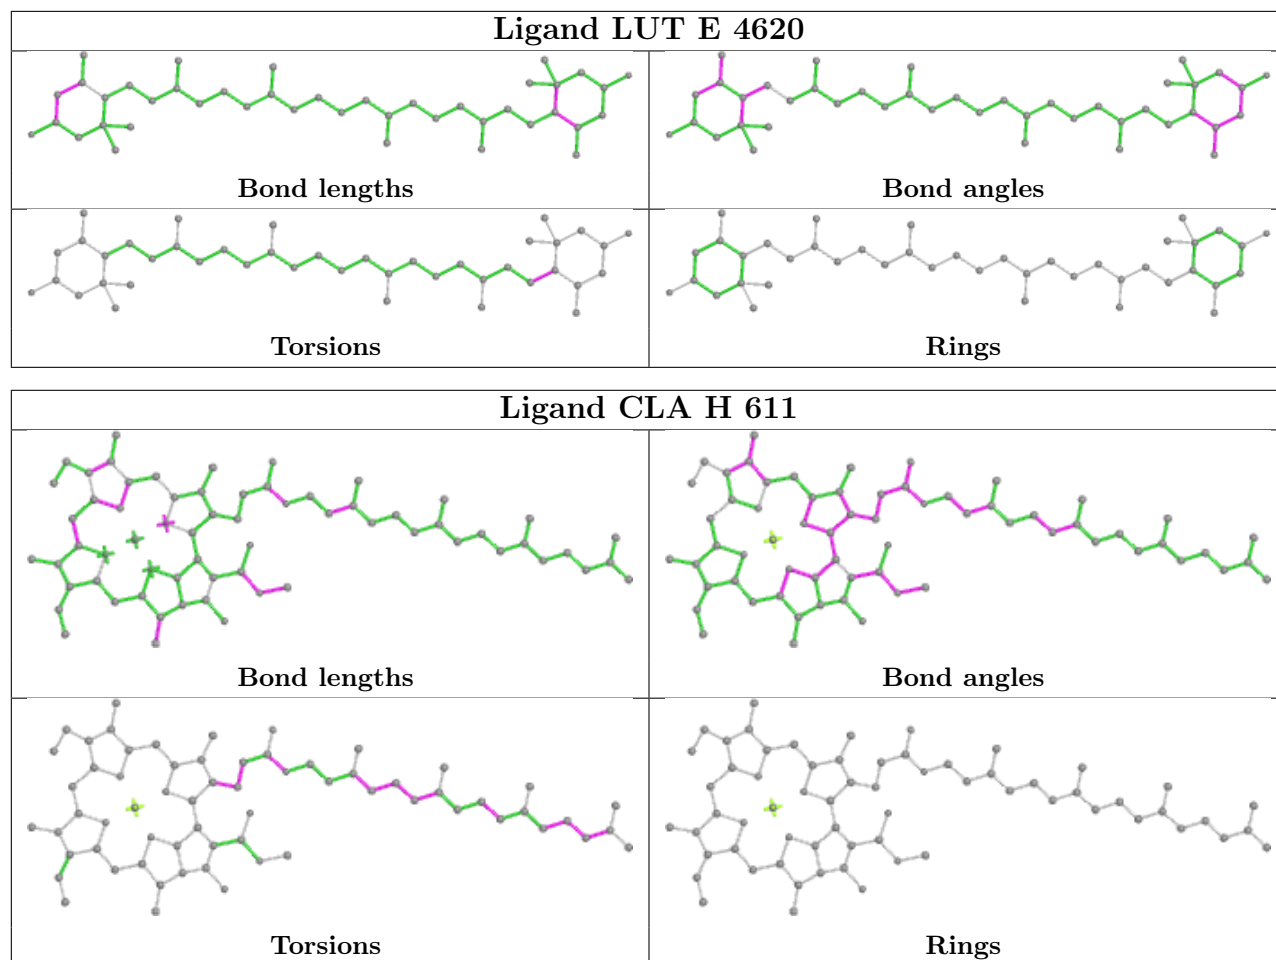 Ligand LUT E 4620
Bond lengths
Bond angles
Torsions
Rings
Ligand CLA H 611
Bond lengths
Bond angles
Torsions
Rings